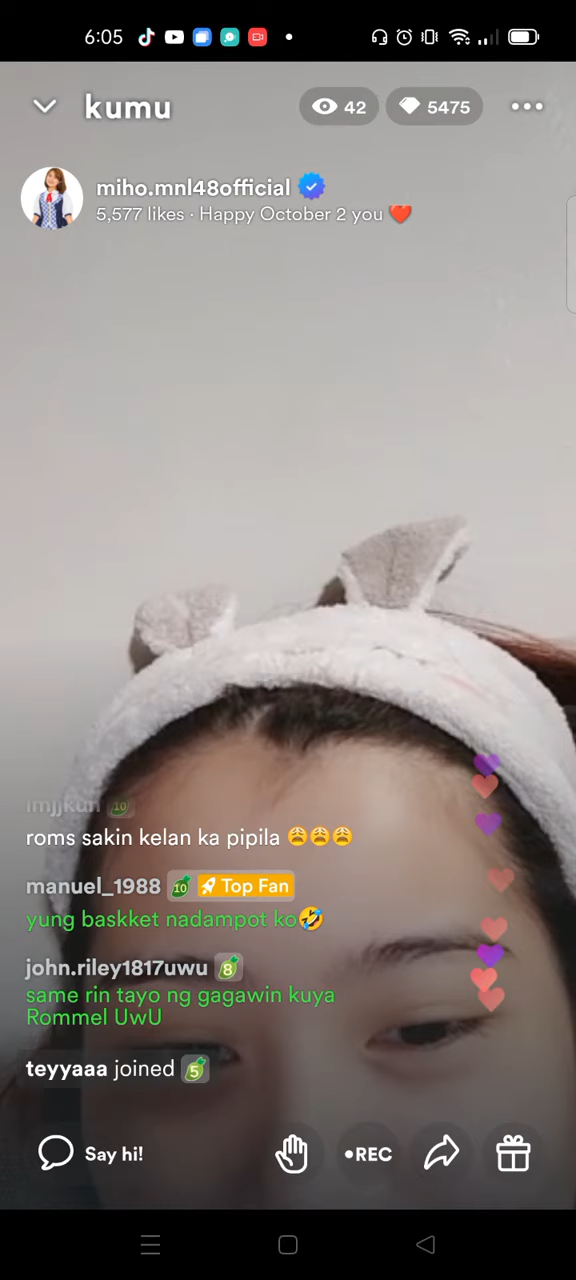 6:05
kumu
42
5475
miho.mnl48official
5,577 likes · Happy October 2 you ❤️
imjjkun 10
roms sakin kelan ka pipila 😩😩😩
manuel_1988 10 Top Fan
yung baskket nadampot ko🤣
john.riley1817uwu 8
same rin tayo ng gagawin kuya
Rommel UwU
teyyaaa joined 5
Say hi!
•REC